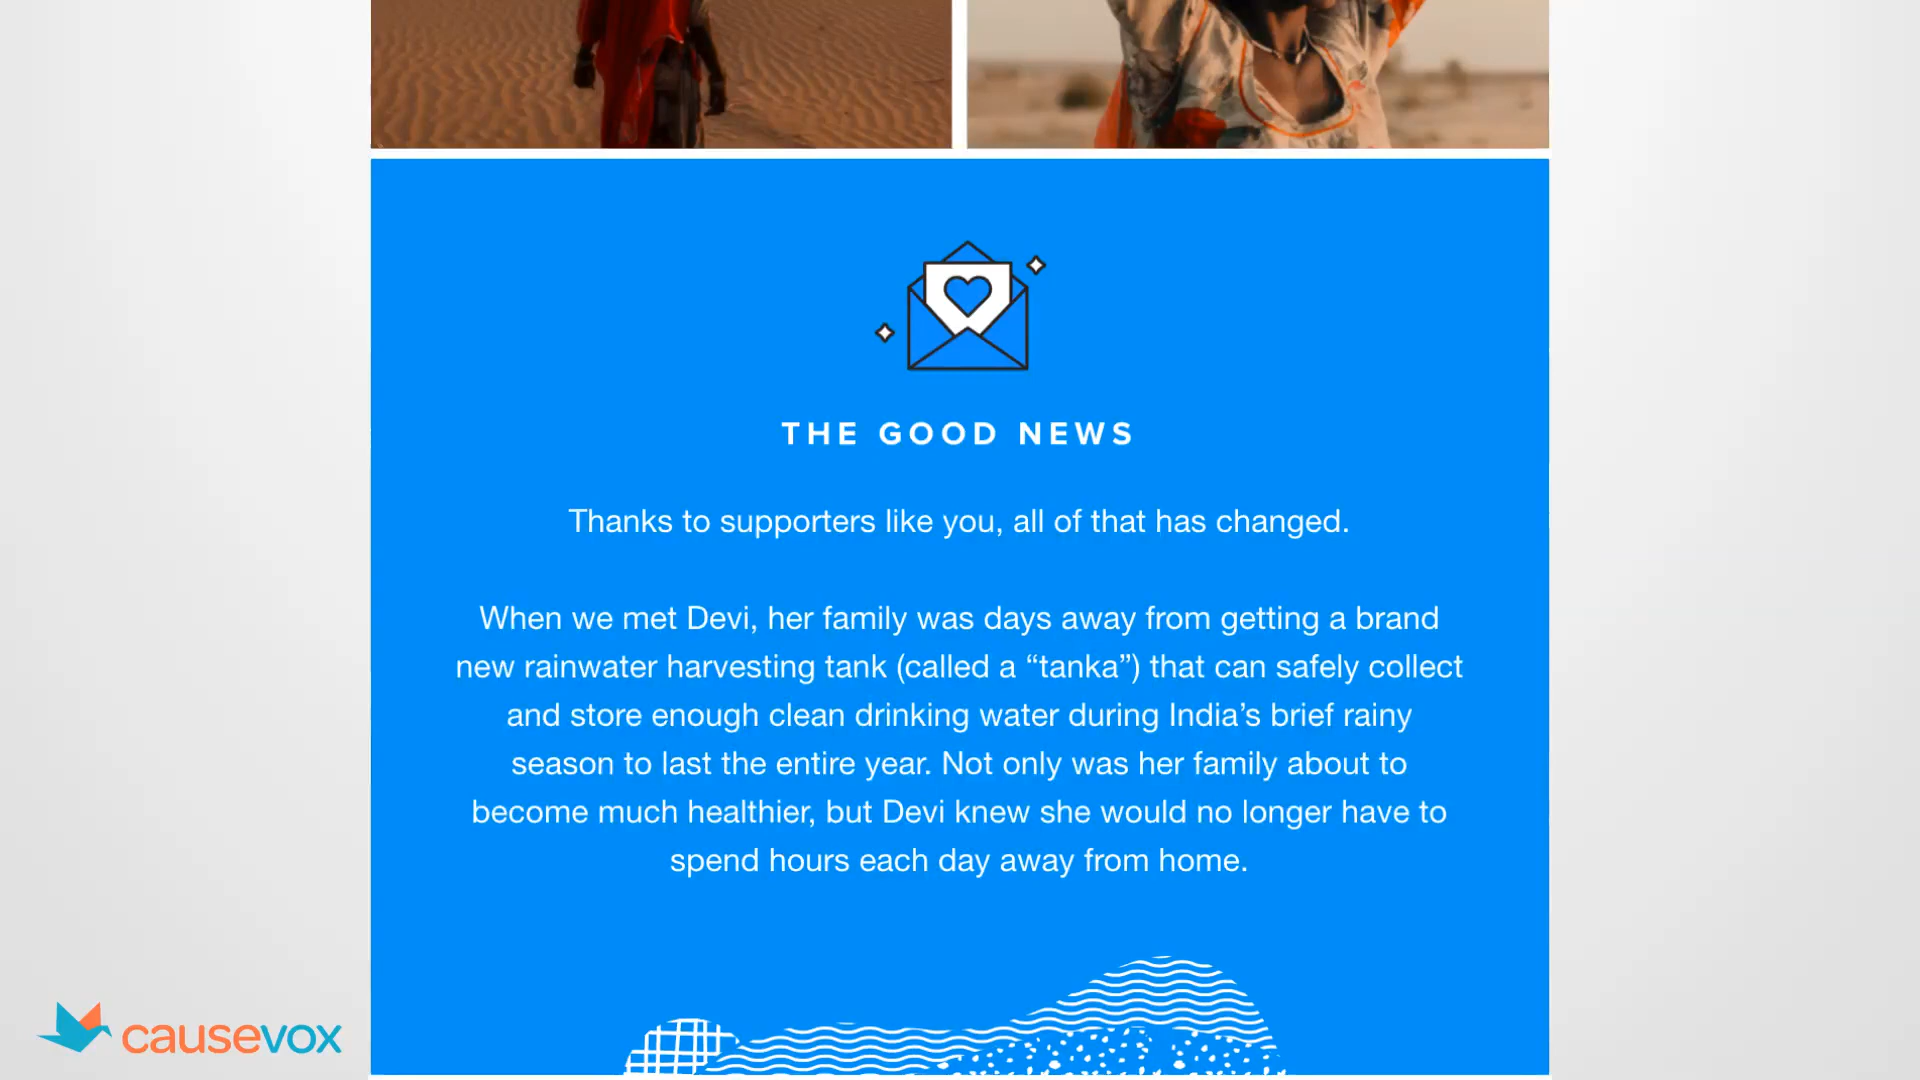 THE GOOD NEWS
Thanks to supporters like you, all of that has changed.
When we met Devi, her family was days away from getting a brand
new rainwater harvesting tank (called a “tanka”) that can safely collect
and store enough clean drinking water during India’s brief rainy
season to last the entire year. Not only was her family about to
become much healthier, but Devi knew she would no longer have to
spend hours each day away from home.
causevox